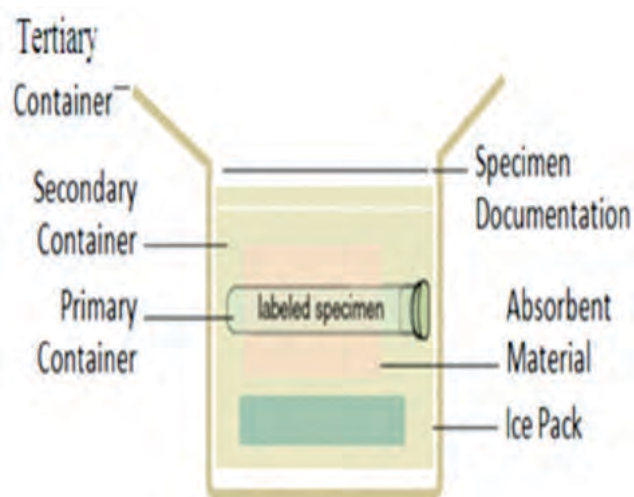 Tertiary
Container
Secondary
Container
Primary
Container
labeled specimen
Specimen
Documentation
Absorbent
Material
Ice Pack